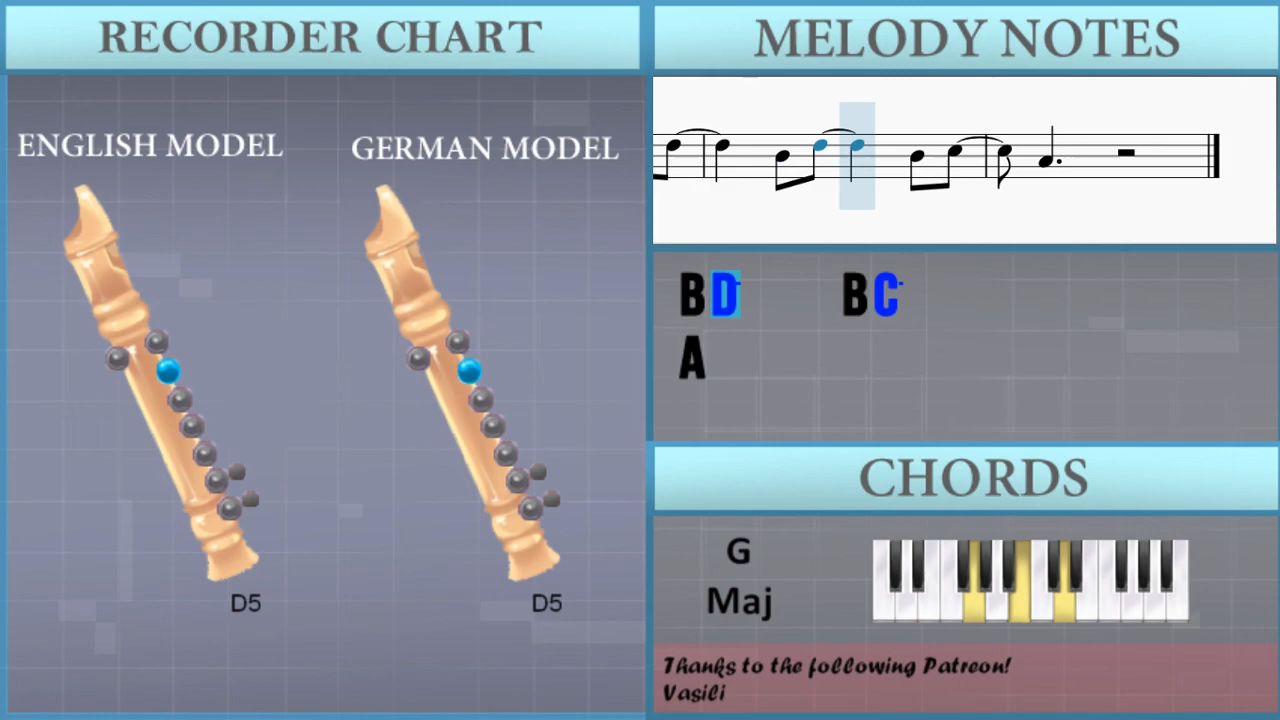 RECORDER CHART
MELODY NOTES
ENGLISH MODEL
GERMAN MODEL
B D· B C·
A
CHORDS
G
Maj
D5
D5
Thanks to the following Patreon!
Vasili